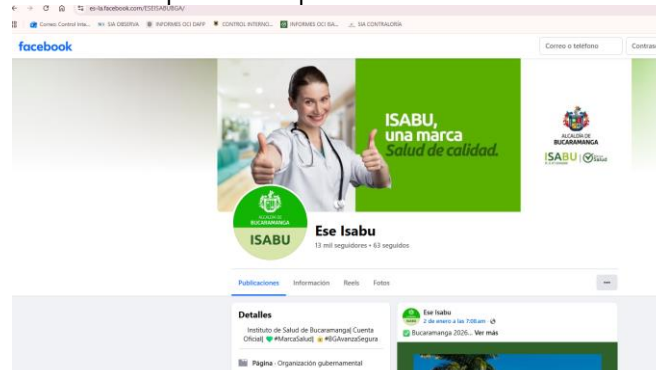 es-la.facebook.com/ESEISABUBGA/
Correo Control Inte...
SIA OBSERVA
INFORMES OCI DAFP
CONTROL INTERNO...
INFORMES OCI ISA...
SIA CONTRALORÍA
facebook
Correo o teléfono
Contras
ISABU,
una marca
Salud de calidad.
ALCALDÍA DE
BUCARAMANGA
ISABU
ALCALDÍA DE
BUCARAMANGA
ISABU
Ese Isabu
13 mil seguidores • 63 seguidos
Publicaciones
Información
Reels
Fotos
Detalles
Instituto de Salud de Bucaramanga| Cuenta
Oficial| 💚 #MarcaSalud| ⭐ #BGAvanzaSegura
Página · Organización gubernamental
Ese Isabu
2 de enero a las 7:08 am
✅ Bucaramanga 2026... Ver más